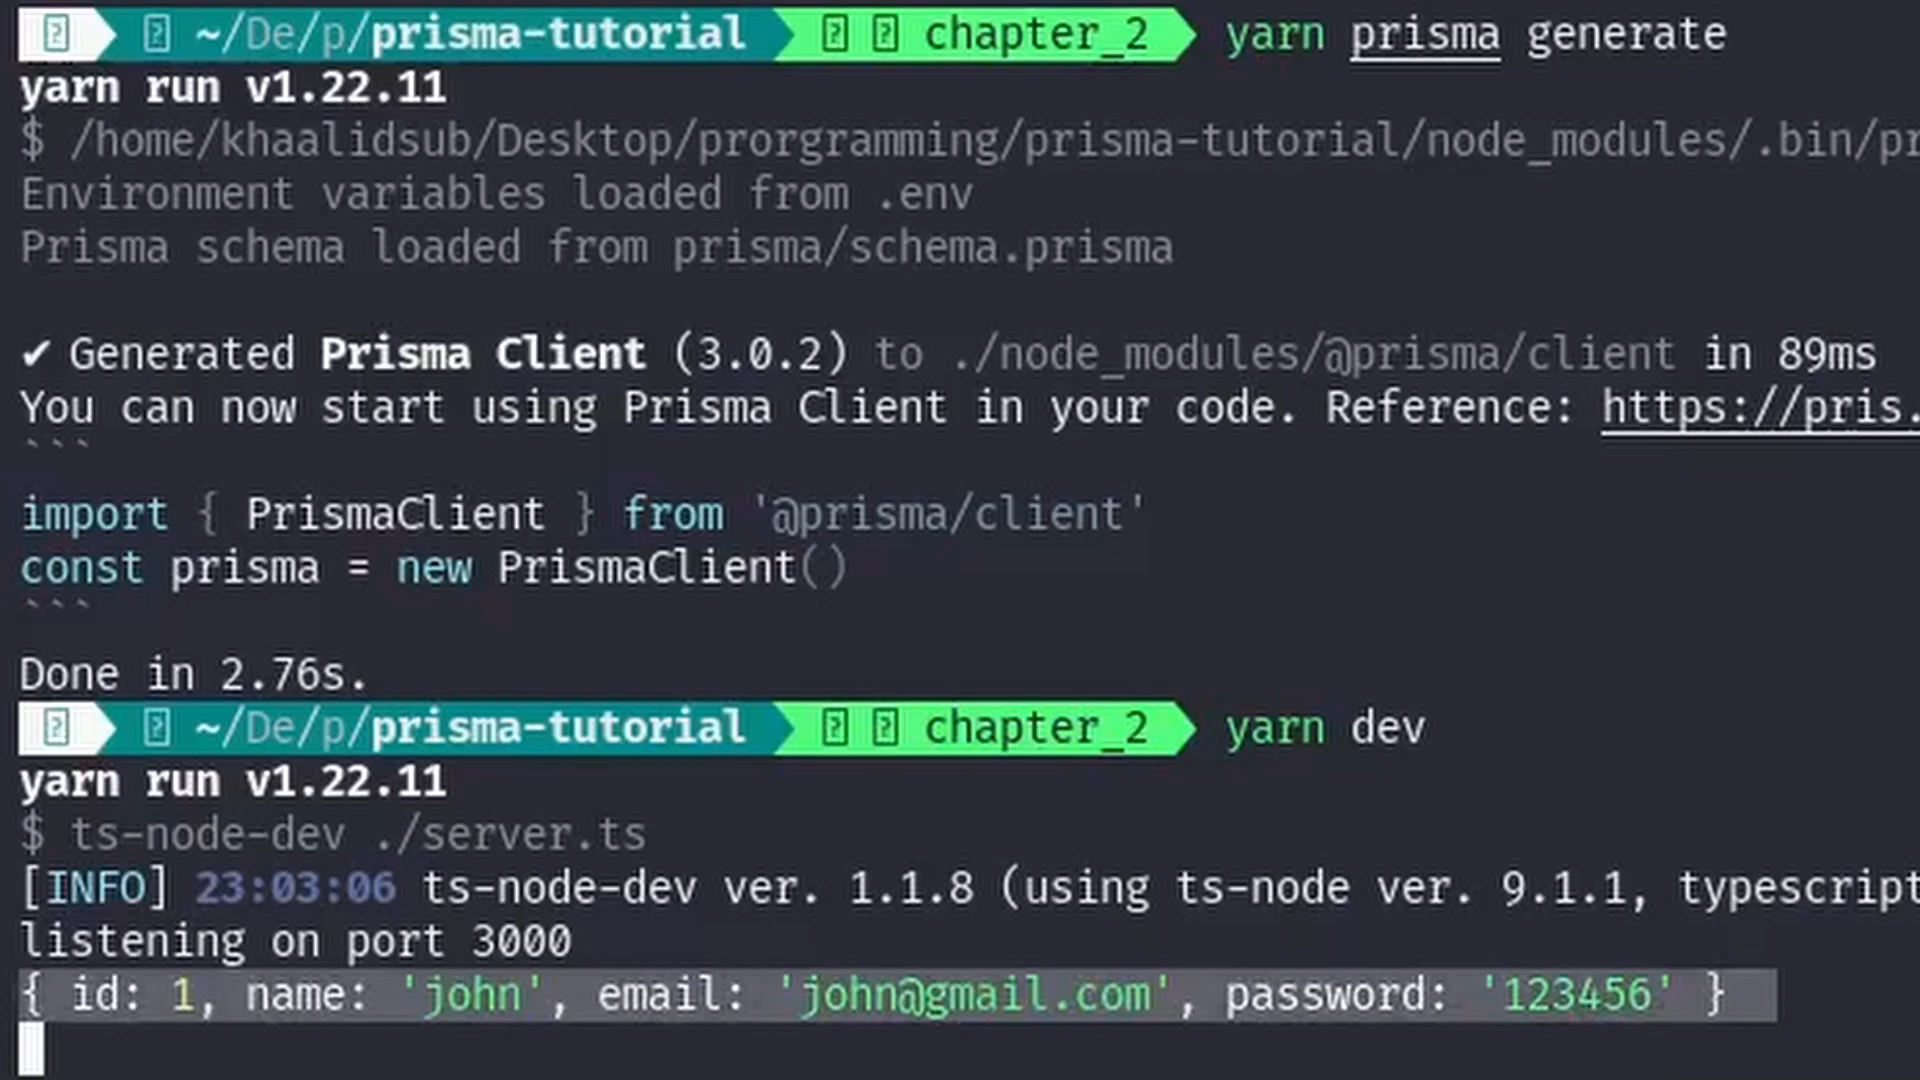 ~/De/p/prisma-tutorial chapter_2 yarn prisma generate
yarn run v1.22.11
$ /home/khaalidsub/Desktop/prorgramming/prisma-tutorial/node_modules/.bin/pr
Environment variables loaded from .env
Prisma schema loaded from prisma/schema.prisma
✔ Generated Prisma Client (3.0.2) to ./node_modules/@prisma/client in 89ms
You can now start using Prisma Client in your code. Reference: https://pris.
```
import { PrismaClient } from '@prisma/client'
const prisma = new PrismaClient()
```
Done in 2.76s.
~/De/p/prisma-tutorial chapter_2 yarn dev
yarn run v1.22.11
$ ts-node-dev ./server.ts
[INFO] 23:03:06 ts-node-dev ver. 1.1.8 (using ts-node ver. 9.1.1, typescript
listening on port 3000
{ id: 1, name: 'john', email: 'john@gmail.com', password: '123456' }